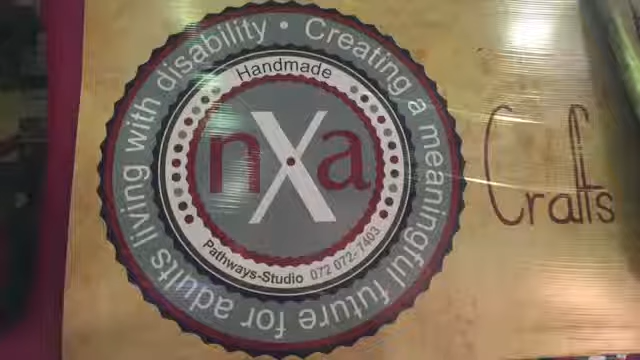 Creating a meaningful future for adults living with disability •
Handmade
nXa
Pathways-Studio 072 072-7403
Crafts